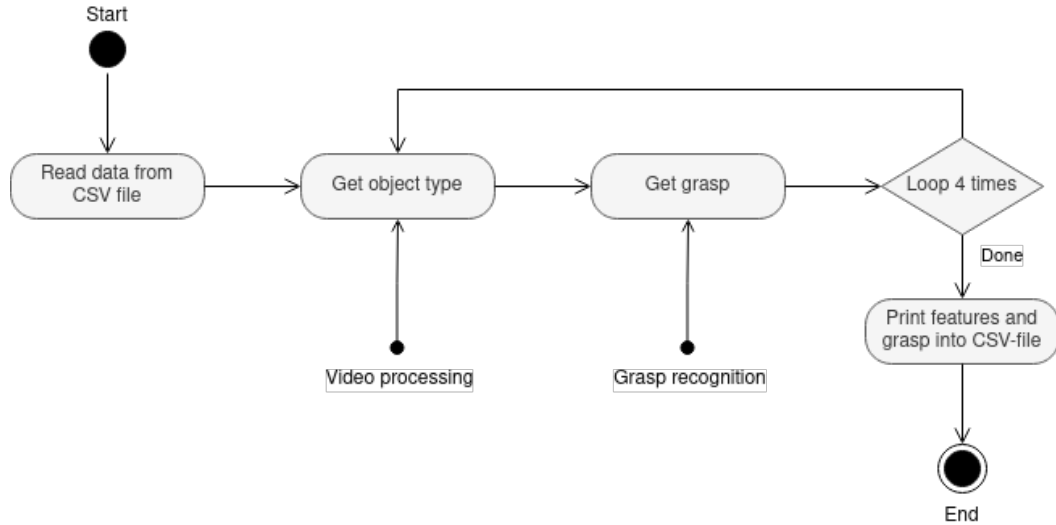 Start
Read data from
CSV file
Get object type
Get grasp
Loop 4 times
Done
Print features and
grasp into CSV-file
Video processing
Grasp recognition
End